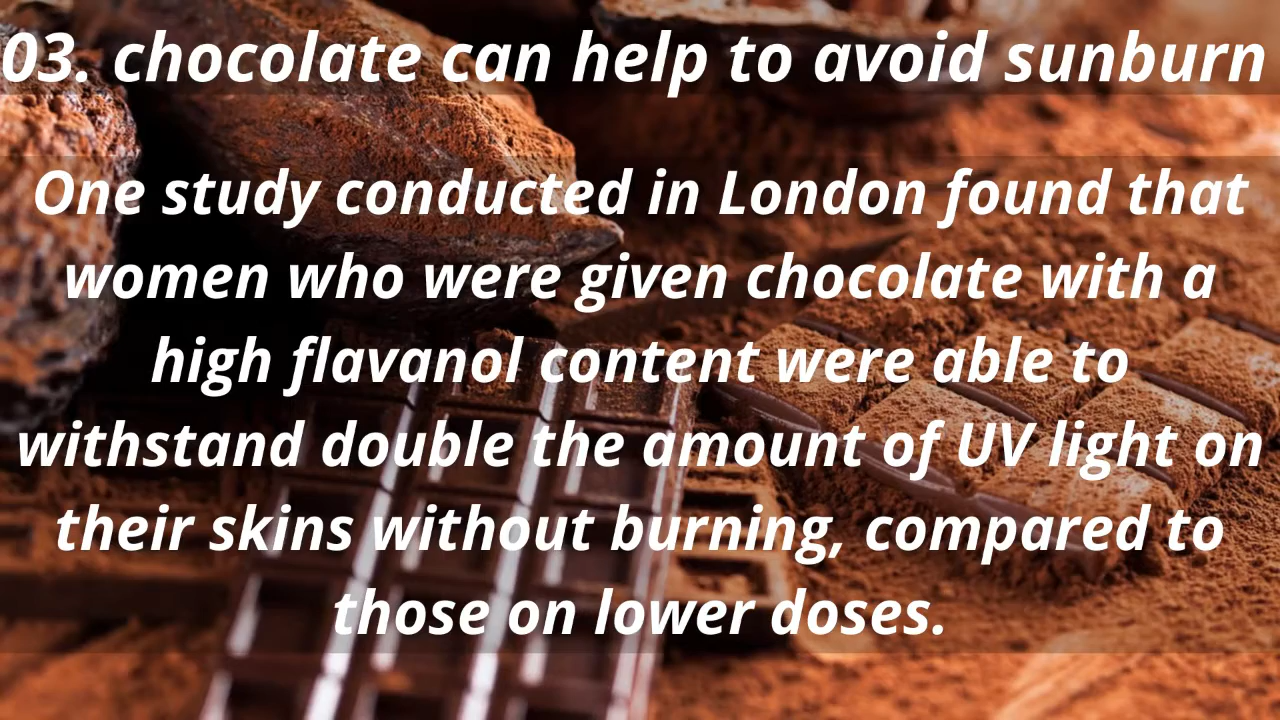 03. chocolate can help to avoid sunburn
One study conducted in London found that
women who were given chocolate with a
high flavanol content were able to
withstand double the amount of UV light on
their skins without burning, compared to
those on lower doses.